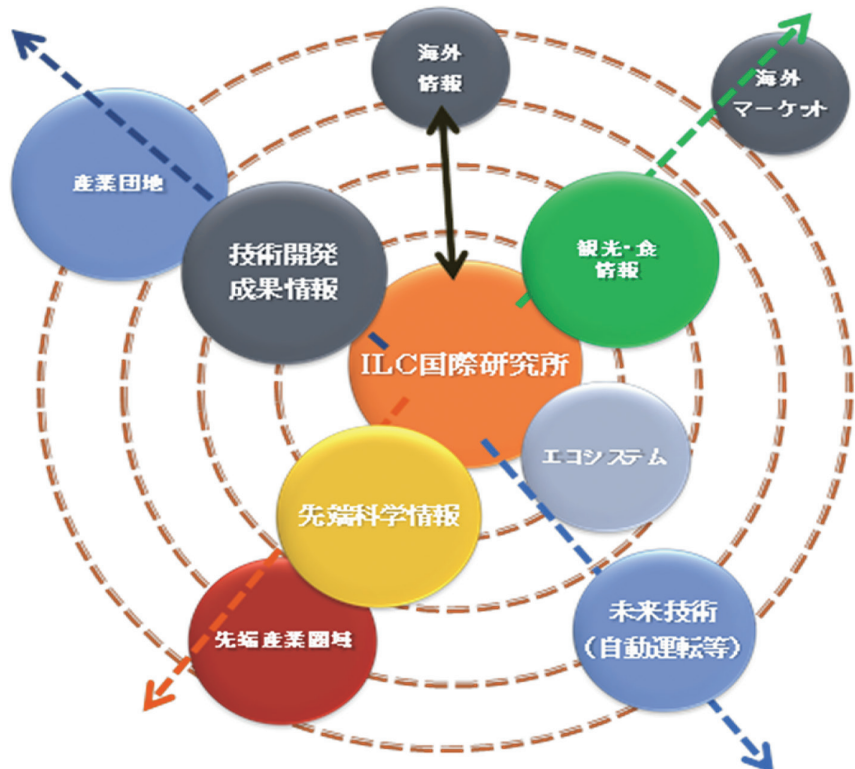 海外
情報
海外
マーケット
産業団地
技術開発
成果情報
観光・食
情報
ILC国際研究所
エコシステム
先端科学情報
先端産業圏域
未来技術
（自動運転等）